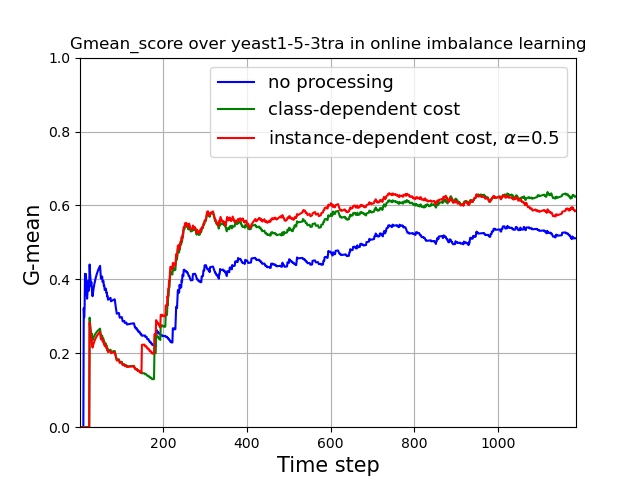 Gmean_score over yeast1-5-3tra in online imbalance learning
1.0
0.8
0.6
0.4
0.2
0.0
G-mean
no processing
class-dependent cost
instance-dependent cost, α=0.5
200 400 600 800 1000
Time step